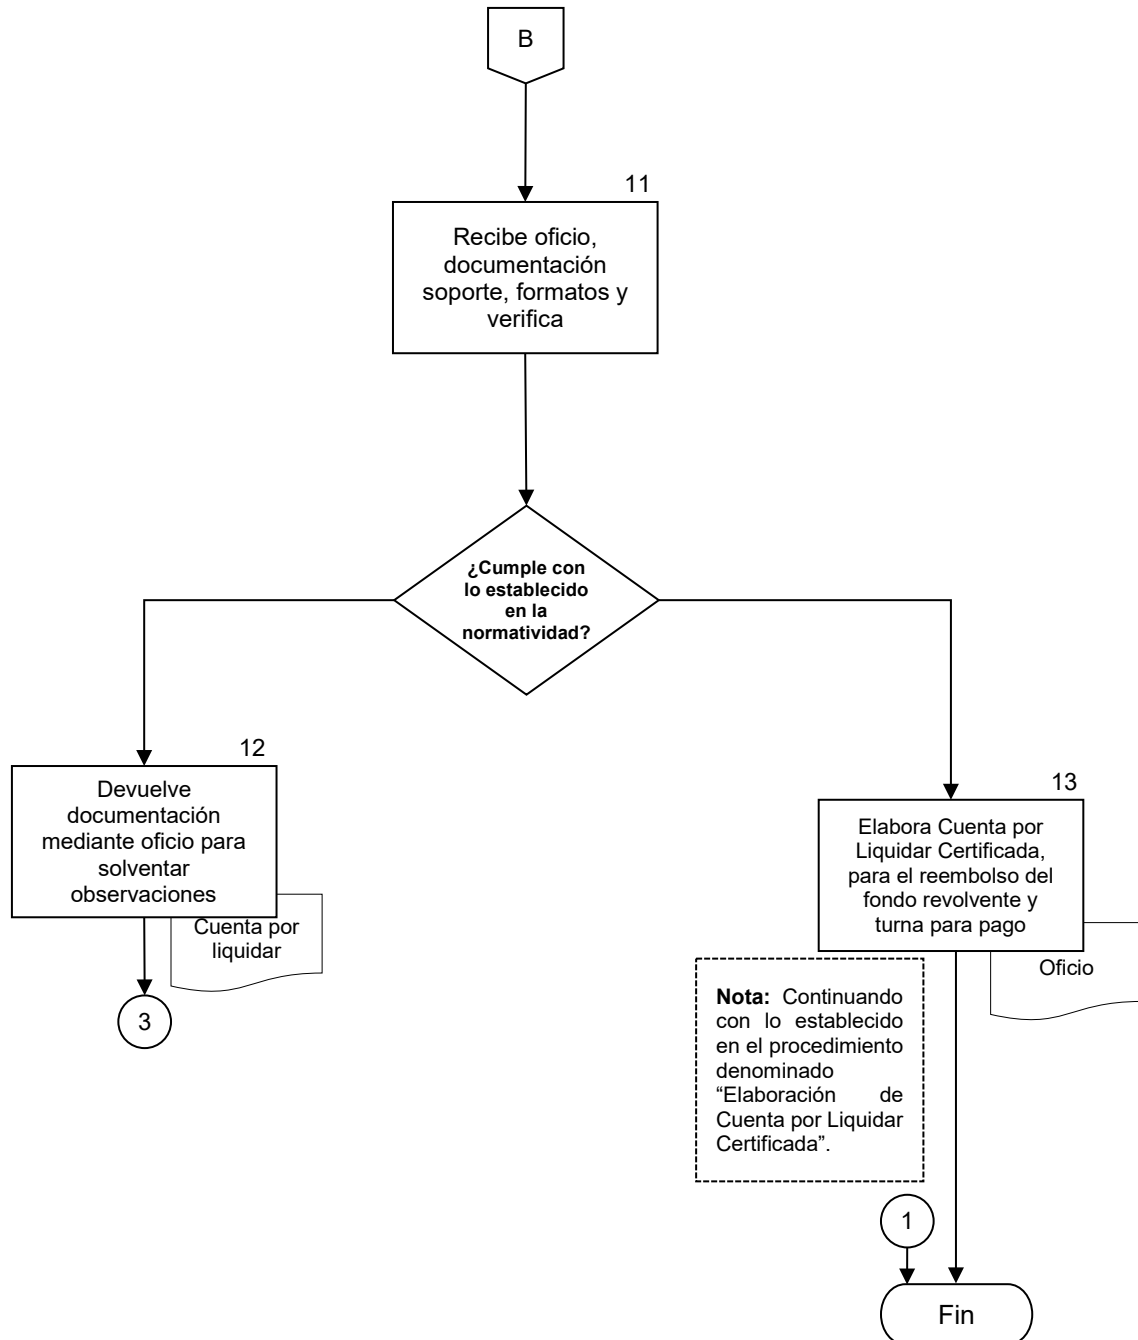 B
11
Recibe oficio,
documentación
soporte, formatos y
verifica
¿Cumple con
lo establecido
en la
normatividad?
12
Devuelve
documentación
mediante oficio para
solventar
observaciones
Cuenta por
liquidar
3
13
Elabora Cuenta por
Liquidar Certificada,
para el reembolso del
fondo revolvente y
turna para pago
Oficio
Nota: Continuando
con lo establecido
en el procedimiento
denominado
“Elaboración de
Cuenta por Liquidar
Certificada”.
1
Fin